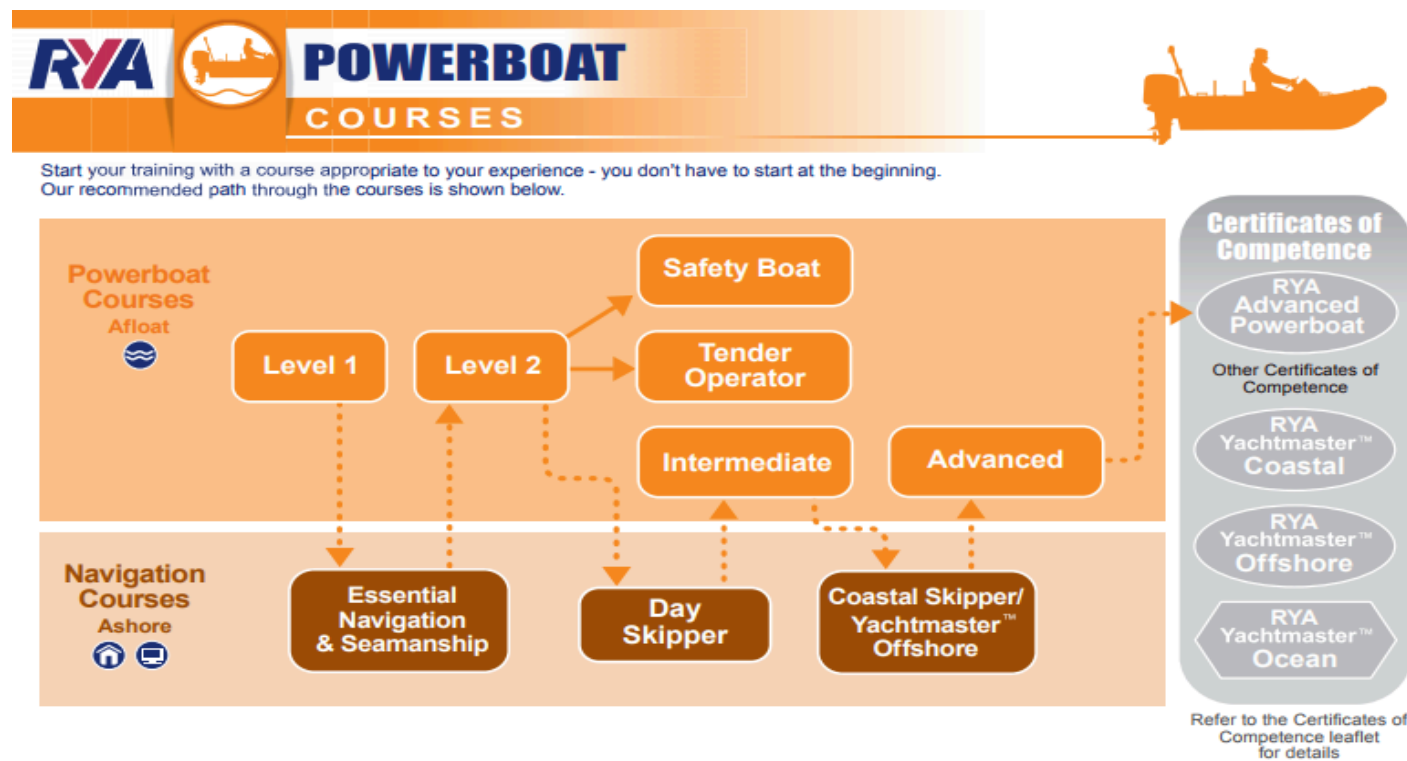 RYA
POWERBOAT
COURSES
Start your training with a course appropriate to your experience - you don't have to start at the beginning.
Our recommended path through the courses is shown below.
Powerboat
Courses
Afloat
Level 1
Level 2
Safety Boat
Tender
Operator
Intermediate
Advanced
Navigation
Courses
Ashore
Essential
Navigation
& Seamanship
Day
Skipper
Coastal Skipper/
Yachtmaster™
Offshore
Certificates of
Competence
RYA
Advanced
Powerboat
Other Certificates of
Competence
RYA
Yachtmaster™
Coastal
RYA
Yachtmaster™
Offshore
RYA
Yachtmaster™
Ocean
Refer to the Certificates of
Competence leaflet
for details